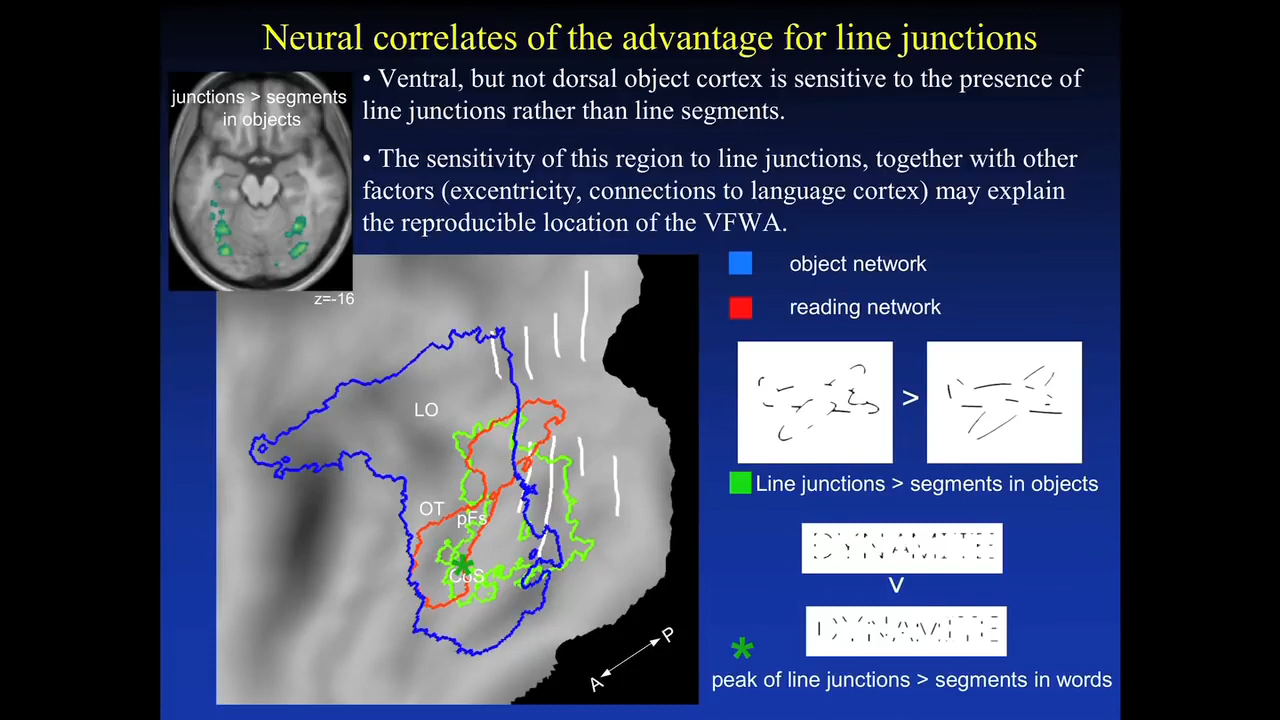 Neural correlates of the advantage for line junctions
junctions > segments
in objects
z=-16
• Ventral, but not dorsal object cortex is sensitive to the presence of
line junctions rather than line segments.
• The sensitivity of this region to line junctions, together with other
factors (excentricity, connections to language cortex) may explain
the reproducible location of the VFWA.
LO
OT
pFs
CoS
A
P
object network
reading network
>
Line junctions > segments in objects
DYNAMITE
>
DYNAMITE
* peak of line junctions > segments in words